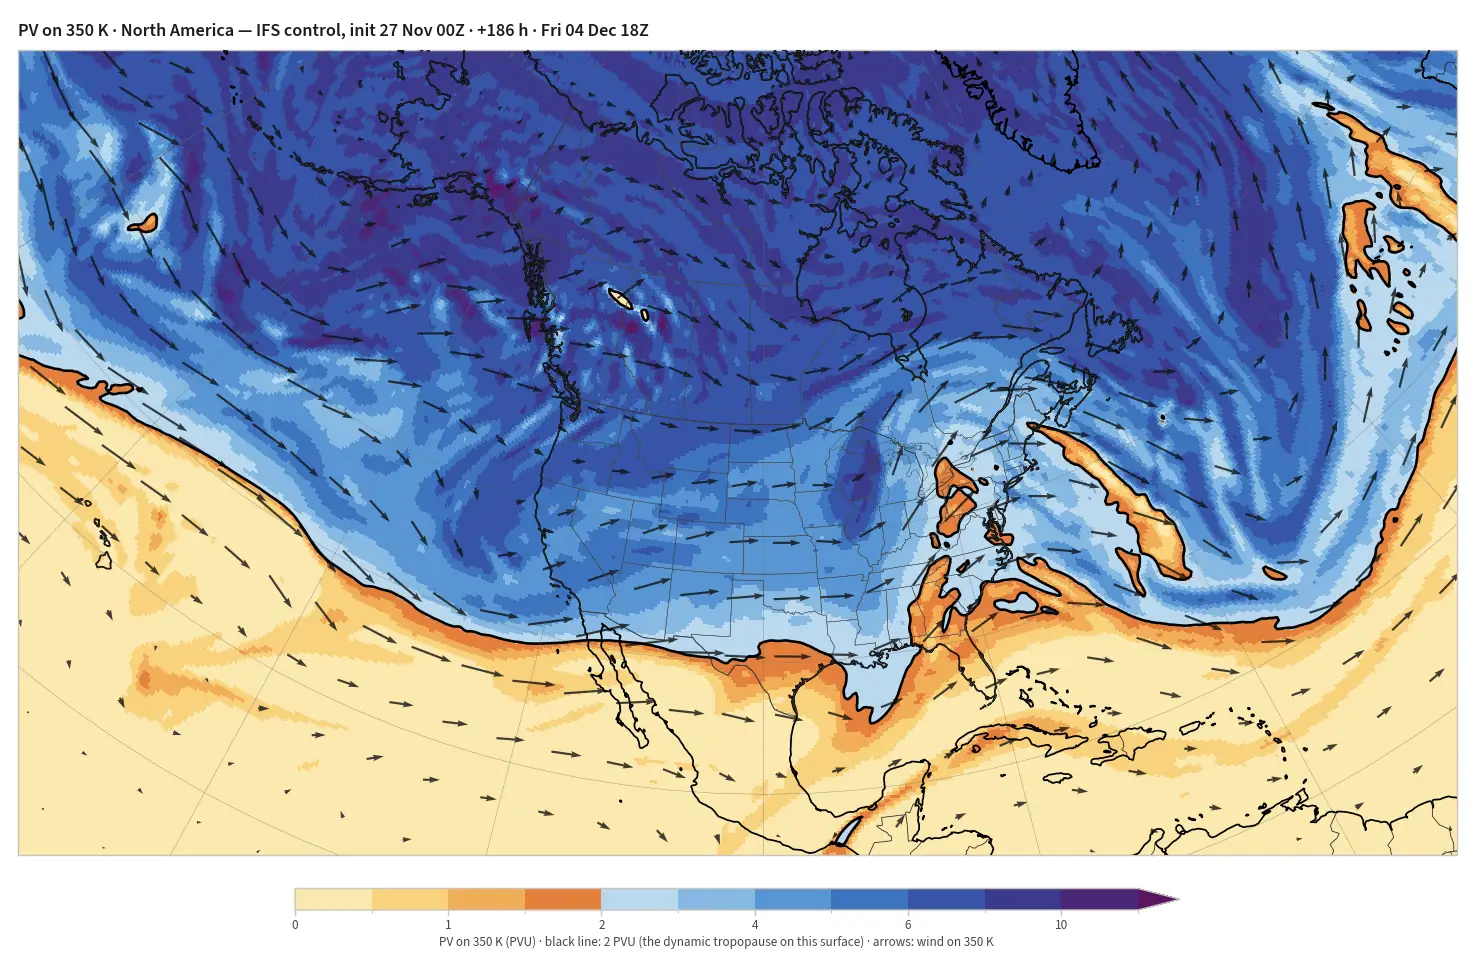 PV on 350 K · North America — IFS control, init 27 Nov 00Z · +186 h · Fri 04 Dec 18Z
0 1 2 4 6 10
PV on 350 K (PVU) · black line: 2 PVU (the dynamic tropopause on this surface) · arrows: wind on 350 K